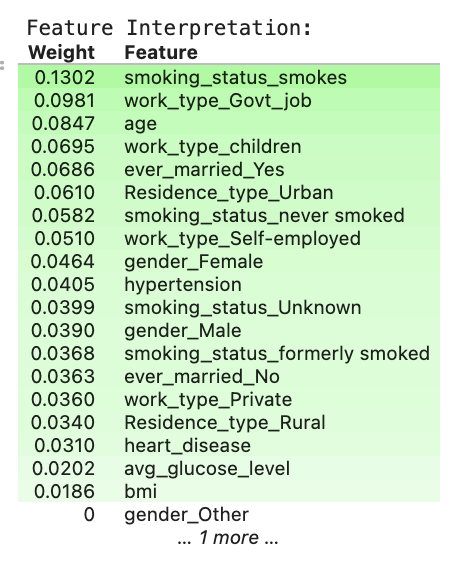 Feature Interpretation:
Weight Feature
0.1302 smoking_status_smokes
0.0981 work_type_Govt_job
0.0847 age
0.0695 work_type_children
0.0686 ever_married_Yes
0.0610 Residence_type_Urban
0.0582 smoking_status_never smoked
0.0510 work_type_Self-employed
0.0464 gender_Female
0.0405 hypertension
0.0399 smoking_status_Unknown
0.0390 gender_Male
0.0368 smoking_status_formerly smoked
0.0363 ever_married_No
0.0360 work_type_Private
0.0340 Residence_type_Rural
0.0310 heart_disease
0.0202 avg_glucose_level
0.0186 bmi
0 gender_Other
... 1 more ...